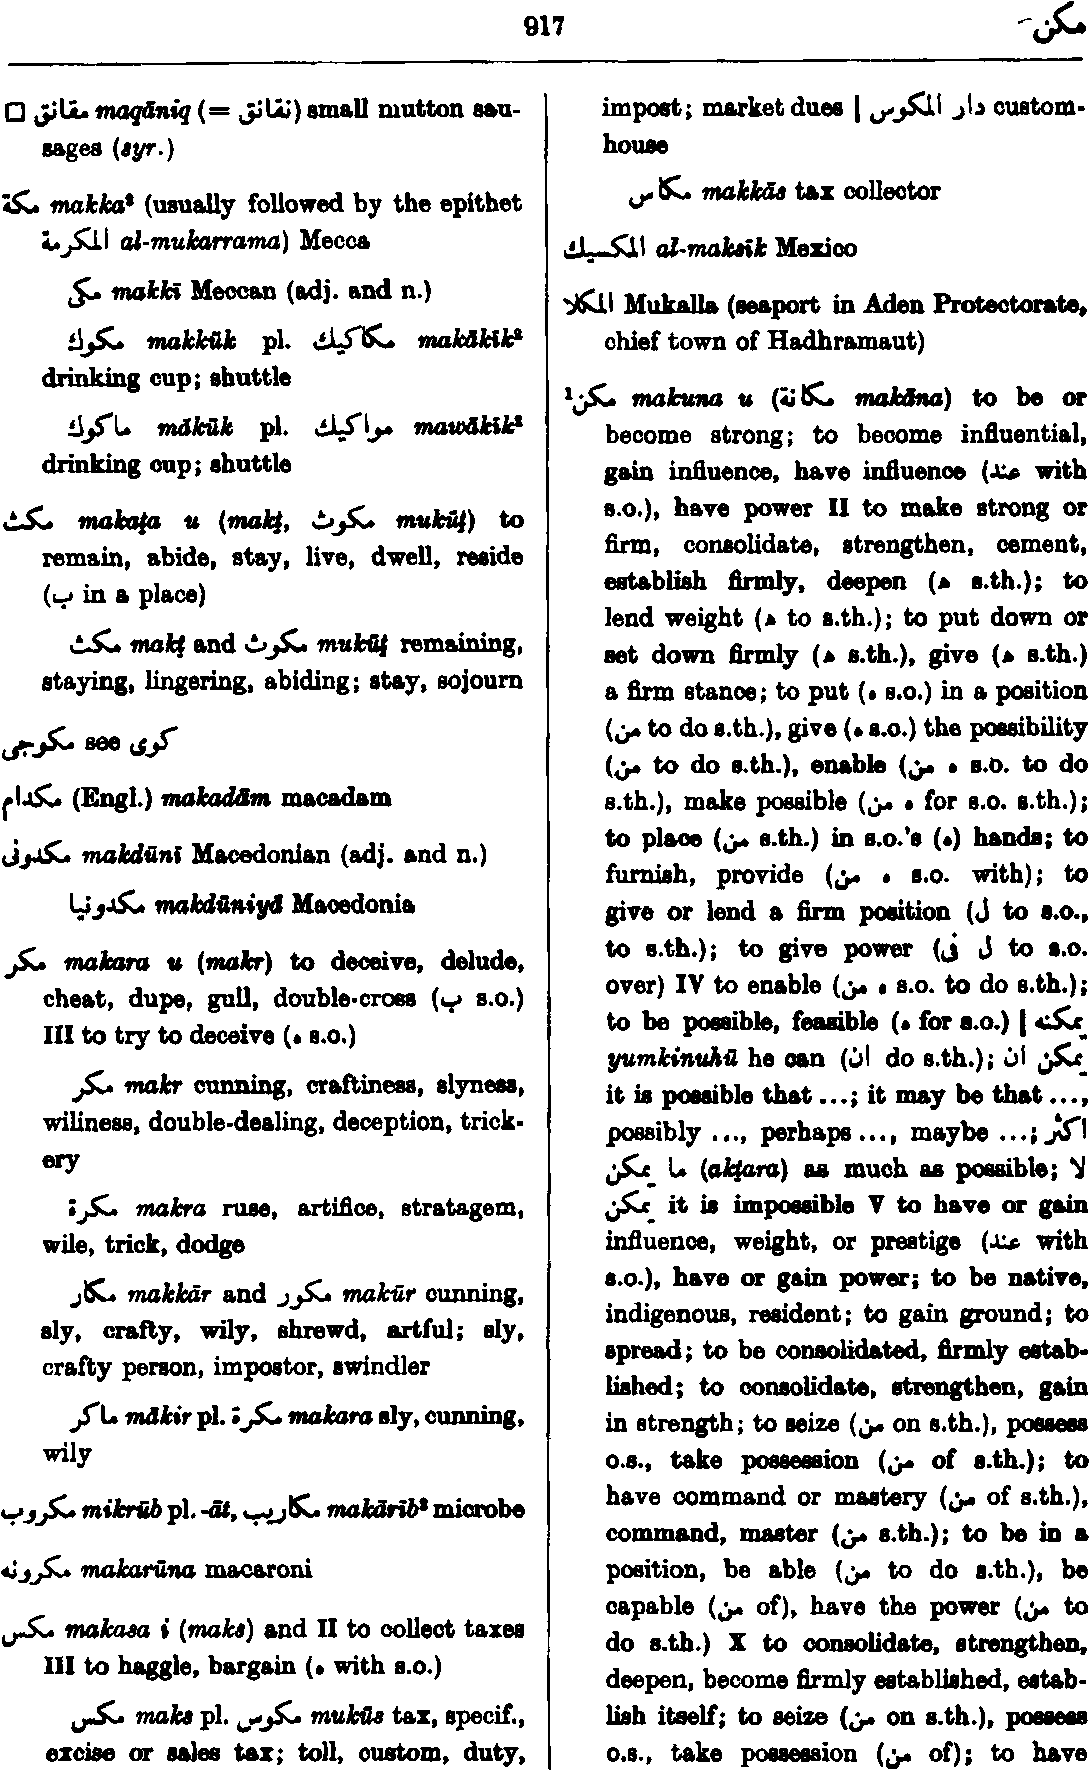 917
مكن-
□ مقانق maqāniq (= نقانق) small mutton sau-
sages (syr.)
مكة makka² (usually followed by the epithet
المكرمة al-mukarrama) Mecca
مكى makkī Meccan (adj. and n.)
مكوك makkūk pl. مكاكيك makākīk²
drinking cup; shuttle
ماكوك mākūk pl. مواكيك mawākīk²
drinking cup; shuttle
مكث makaṯa u (makṯ, مكوث mukūṯ) to
remain, abide, stay, live, dwell, reside
(ب in a place)
مكث makṯ and مكوث mukūṯ remaining,
staying, lingering, abiding; stay, sojourn
مكوجى see كوى
مكدام (Engl.) makadām macadam
مكدونى makdūnī Macedonian (adj. and n.)
مكدونيا makdūniyā Macedonia
مكر makara u (makr) to deceive, delude,
cheat, dupe, gull, double-cross (ب s.o.)
III to try to deceive (ه s.o.)
مكر makr cunning, craftiness, slyness,
wiliness, double-dealing, deception, trick-
ery
مكرة makra ruse, artifice, stratagem,
wile, trick, dodge
مكار makkār and مكور makūr cunning,
sly, crafty, wily, shrewd, artful; sly,
crafty person, impostor, swindler
ماكر mākir pl. مكرة makara sly, cunning,
wily
مكروب mikrūb pl. -āt, مكاريب makārīb² microbe
مكرونه makarūna macaroni
مكس makasa i (maks) and II to collect taxes
III to haggle, bargain (ه with s.o.)
مكس maks pl. مكوس mukūs tax, specif.,
excise or sales tax; toll, custom, duty,
impost; market dues | دار المكوس custom-
house
مكاس makkās tax collector
المكسيك al-maksīk Mexico
المكلا Mukalla (seaport in Aden Protectorate,
chief town of Hadhramaut)
¹مكن makuna u (مكانة makāna) to be or
become strong; to become influential,
gain influence, have influence (عند with
s.o.), have power II to make strong or
firm, consolidate, strengthen, cement,
establish firmly, deepen (ه s.th.); to
lend weight (ه to s.th.); to put down or
set down firmly (ه s.th.), give (ه s.th.)
a firm stance; to put (ه s.o.) in a position
(من to do s.th.), give (ه s.o.) the possibility
(من to do s.th.), enable (ه من s.o. to do
s.th.), make possible (ه من for s.o. s.th.);
to place (من s.th.) in s.o.'s (ه) hands; to
furnish, provide (ه من s.o. with); to
give or lend a firm position (ل to s.o.,
to s.th.); to give power (ل فى to s.o.
over) IV to enable (ه من s.o. to do s.th.);
to be possible, feasible (ه for s.o.) | يمكنه
yumkinuhū he can (ان do s.th.); يمكن ان
it is possible that ...; it may be that ...,
possibly ..., perhaps ..., maybe ...; اكثر
ما يمكن (akṯara) as much as possible; لا
يمكن it is impossible V to have or gain
influence, weight, or prestige (عند with
s.o.), have or gain power; to be native,
indigenous, resident; to gain ground; to
spread; to be consolidated, firmly estab-
lished; to consolidate, strengthen, gain
in strength; to seize (من on s.th.), possess
o.s., take possession (من of s.th.); to
have command or mastery (من of s.th.),
command, master (من s.th.); to be in a
position, be able (من to do s.th.), be
capable (من of), have the power (من to
do s.th.) X to consolidate, strengthen,
deepen, become firmly established, estab-
lish itself; to seize (من on s.th.), possess
o.s., take possession (من of); to have